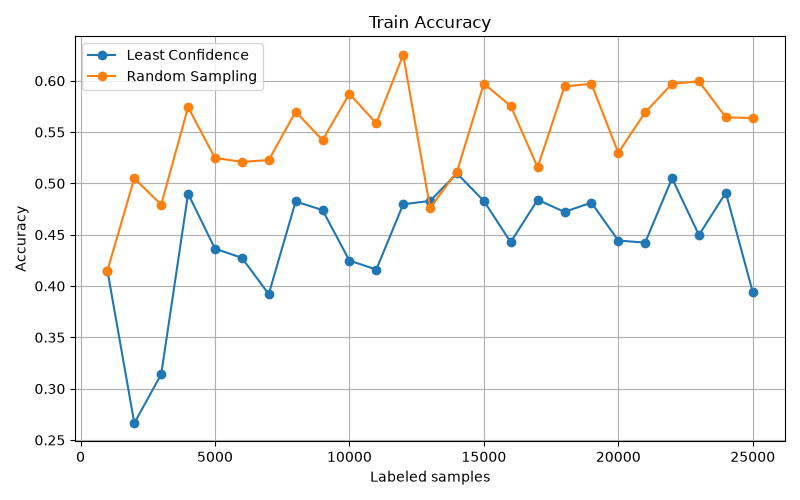 Train Accuracy
Least Confidence
Random Sampling
0.60
0.55
0.50
0.45
0.40
0.35
0.30
0.25
Accuracy
0 5000 10000 15000 20000 25000
Labeled samples